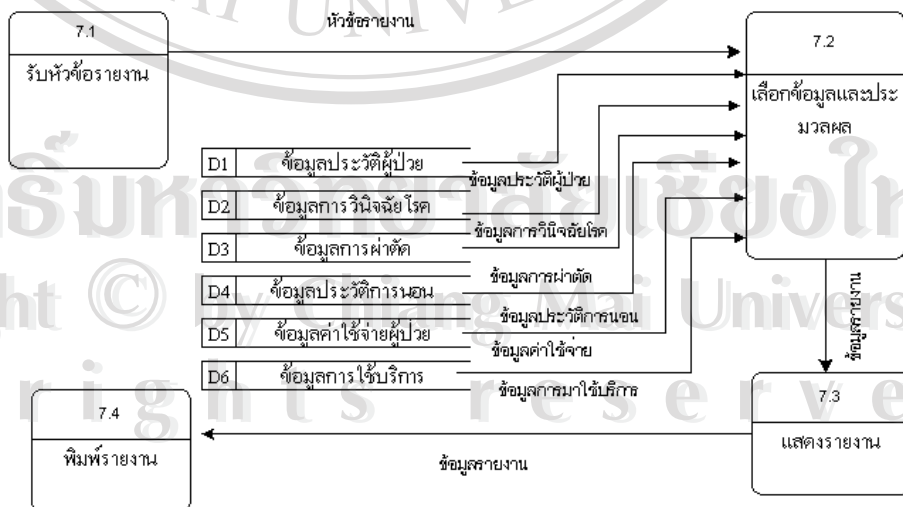 หัวข้อรายงาน
7.1
รับหัวข้อรายงาน
7.2
เลือกข้อมูลและประ
มวลผล
D1 ข้อมูลประวัติผู้ป่วย
ข้อมูลประวัติผู้ป่วย
D2 ข้อมูลการวินิจฉัยโรค
ข้อมูลการวินิจฉัยโรค
D3 ข้อมูลการผ่าตัด
ข้อมูลการผ่าตัด
D4 ข้อมูลประวัติการนอน
ข้อมูลประวัติการนอน
D5 ข้อมูลค่าใช้จ่ายผู้ป่วย
ข้อมูลค่าใช้จ่าย
D6 ข้อมูลการใช้บริการ
ข้อมูลการมาใช้บริการ
ข้อมูลรายงาน
7.3
แสดงรายงาน
ข้อมูลรายงาน
7.4
พิมพ์รายงาน
ht © by Chiang Mai Univers
rights reserve